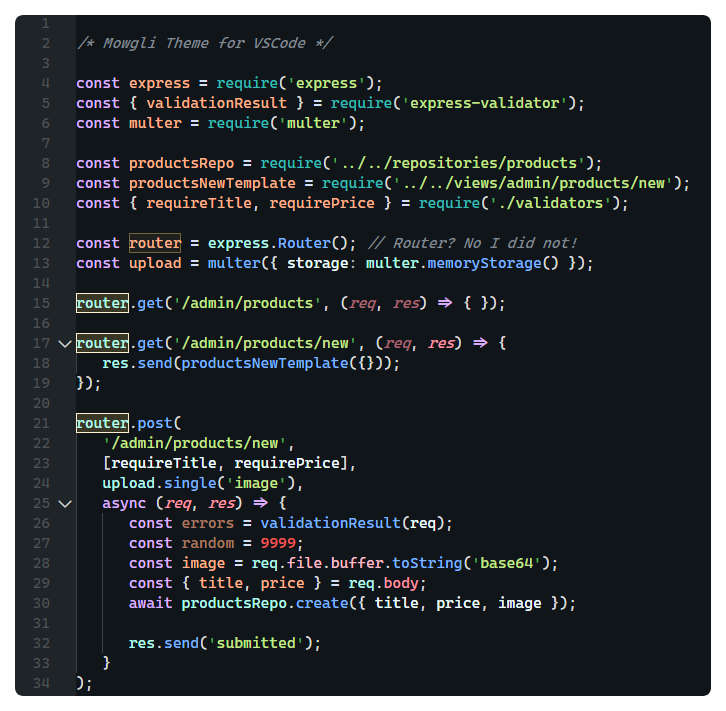 1
2 /* Mowgli Theme for VSCode */
3
4 const express = require('express');
5 const { validationResult } = require('express-validator');
6 const multer = require('multer');
7
8 const productsRepo = require('../../repositories/products');
9 const productsNewTemplate = require('../../views/admin/products/new');
10 const { requireTitle, requirePrice } = require('./validators');
11
12 const router = express.Router(); // Router? No I did not!
13 const upload = multer({ storage: multer.memoryStorage() });
14
15 router.get('/admin/products', (req, res) => { });
16
17 router.get('/admin/products/new', (req, res) => {
18 res.send(productsNewTemplate({}));
19 });
20
21 router.post(
22 '/admin/products/new',
23 [requireTitle, requirePrice],
24 upload.single('image'),
25 async (req, res) => {
26 const errors = validationResult(req);
27 const random = 9999;
28 const image = req.file.buffer.toString('base64');
29 const { title, price } = req.body;
30 await productsRepo.create({ title, price, image });
31
32 res.send('submitted');
33 }
34 );